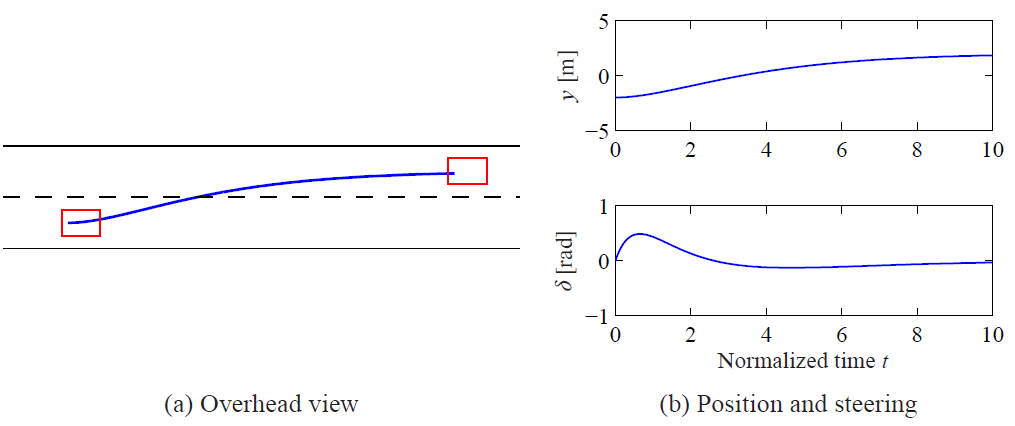 5
0
−5
y [m]
0 2 4 6 8 10
1
0
−1
δ [rad]
0 2 4 6 8 10
Normalized time t
(a) Overhead view
(b) Position and steering